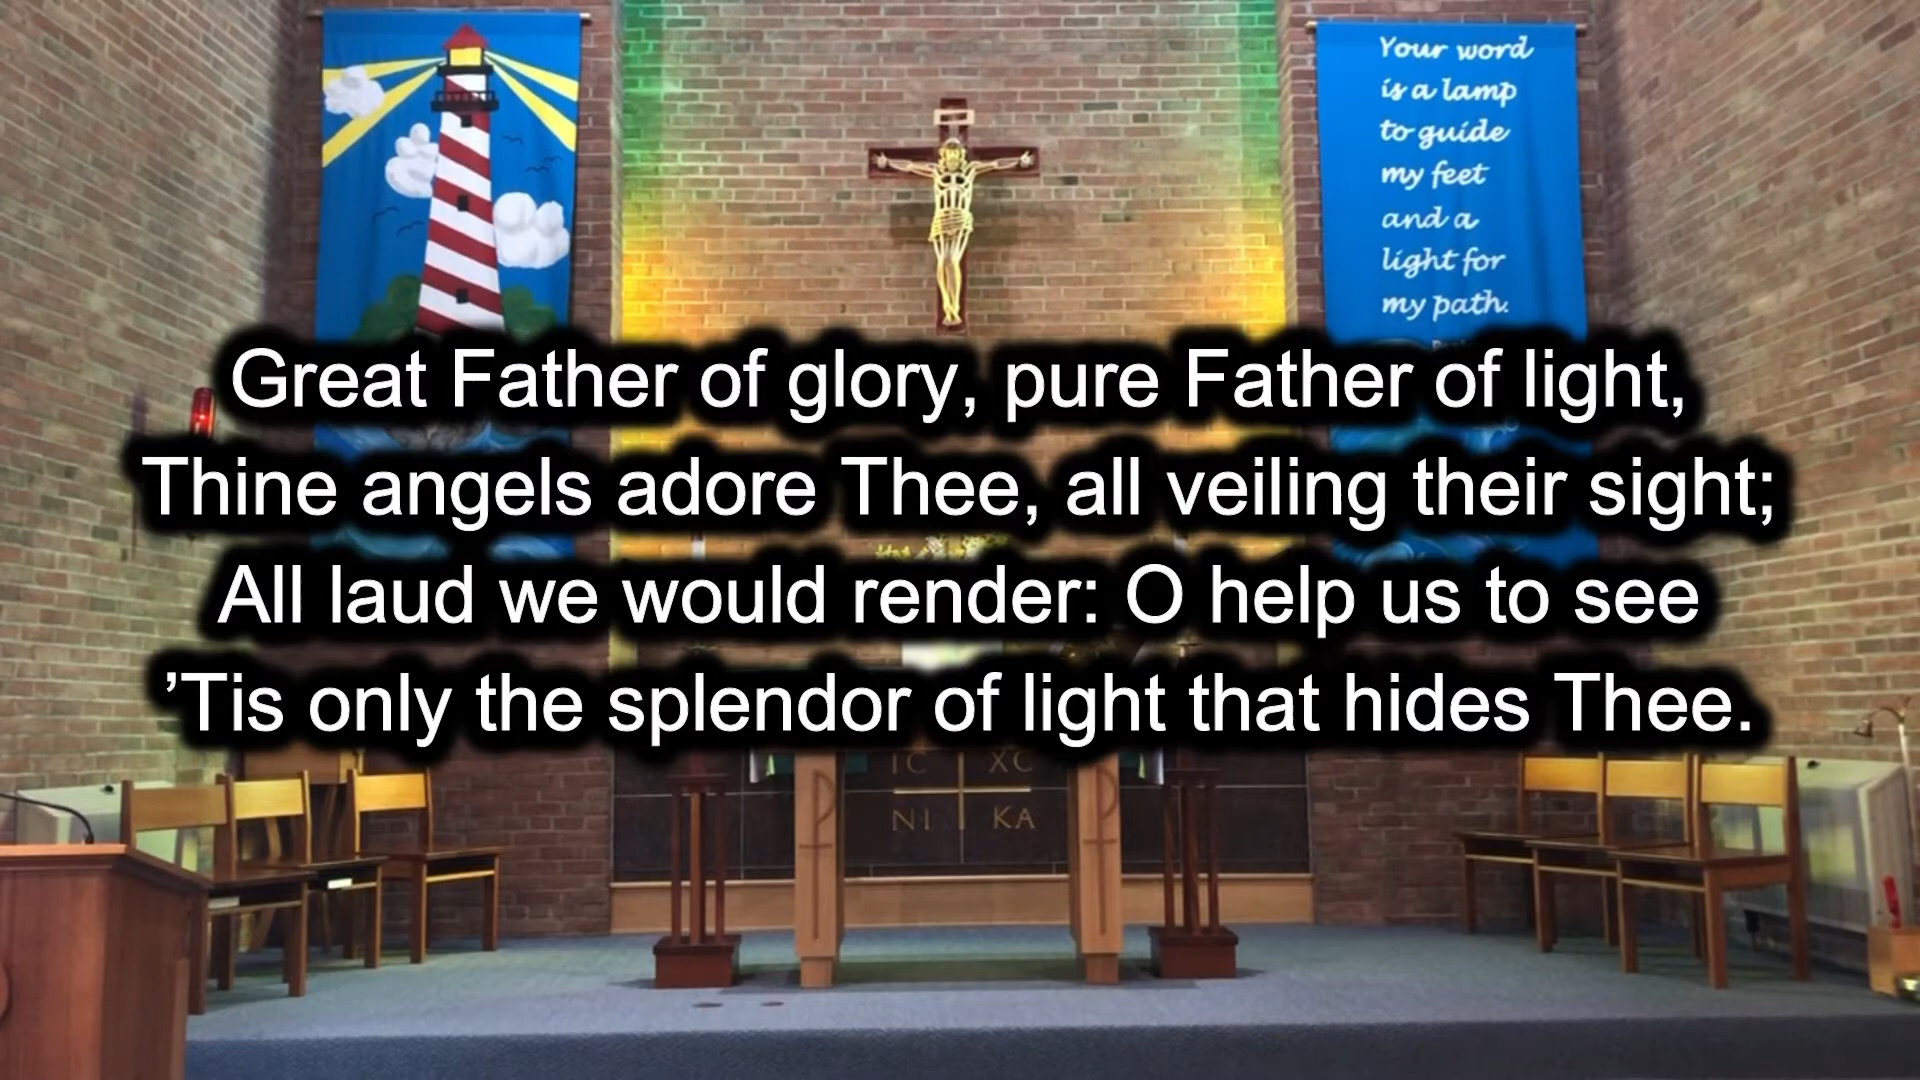 Your word
is a lamp
to guide
my feet
and a
light for
my path.
Great Father of glory, pure Father of light,
Thine angels adore Thee, all veiling their sight;
All laud we would render: O help us to see
’Tis only the splendor of light that hides Thee.
IC XC
NI KA